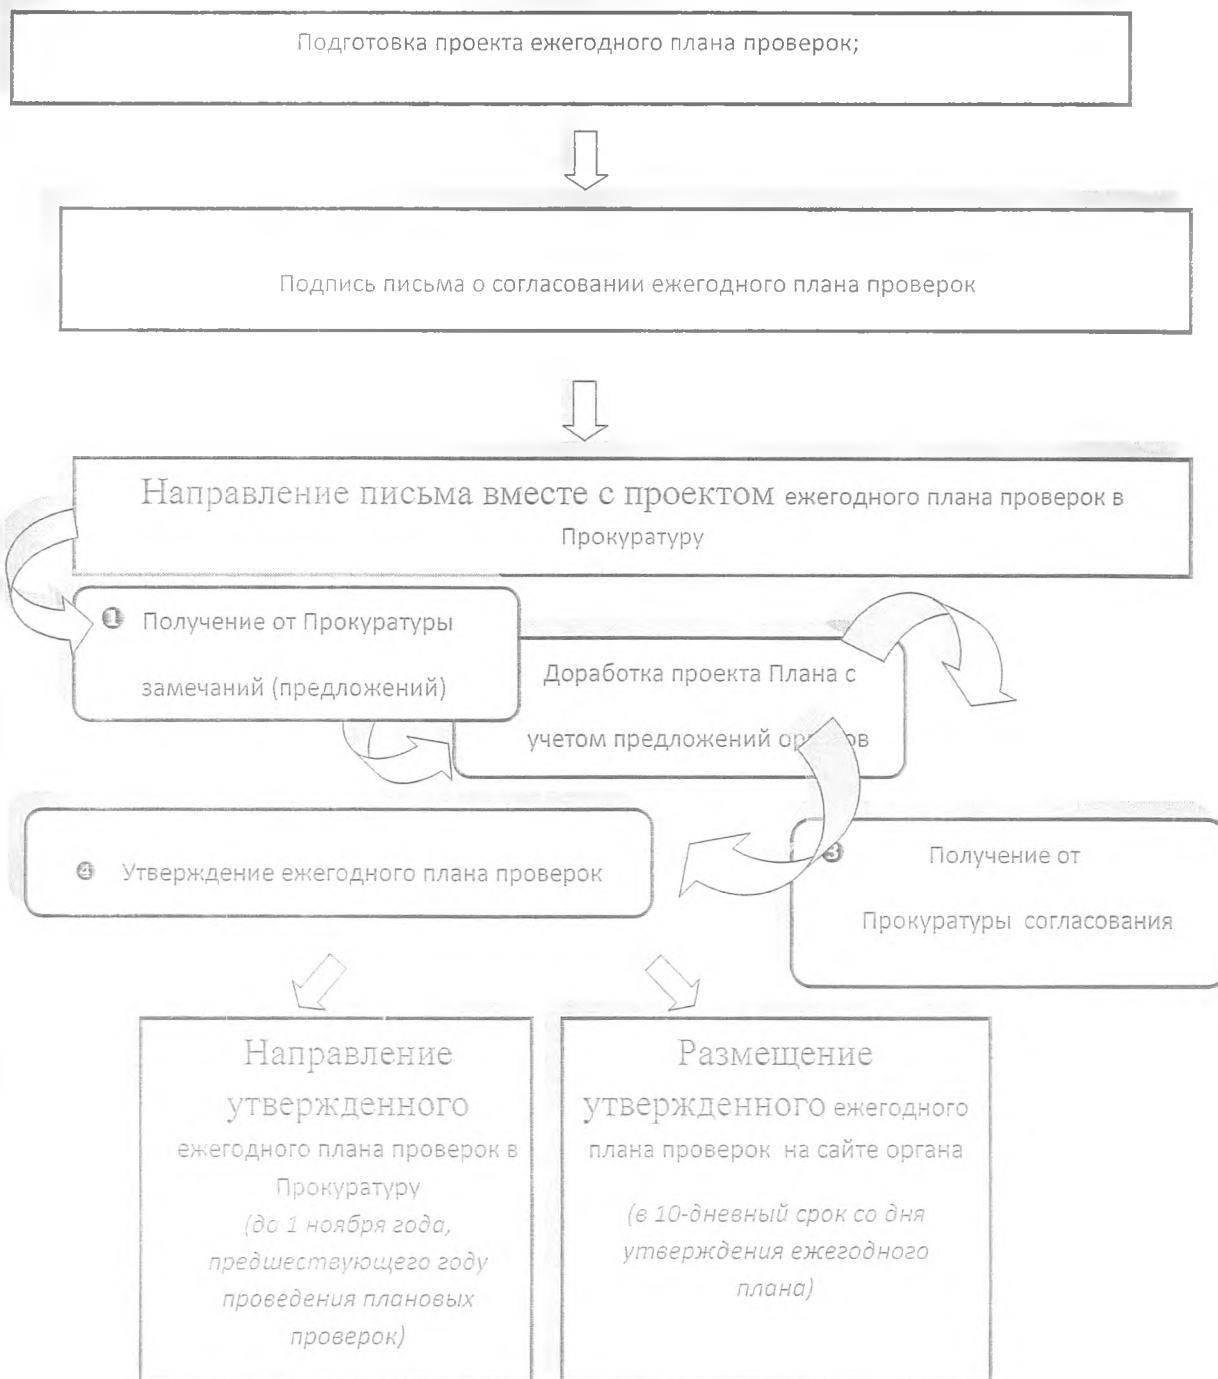 Подготовка проекта ежегодного плана проверок;
Подпись письма о согласовании ежегодного плана проверок
Направление письма вместе с проектом ежегодного плана проверок в
Прокуратуру
1 Получение от Прокуратуры
замечаний (предложений)
Доработка проекта Плана с
учетом предложений
3 Получение от
Прокуратуры согласования
4 Утверждение ежегодного плана проверок
Направление
утвержденного
ежегодного плана проверок в
Прокуратуру
(до 1 ноября года,
предшествующего году
проведения плановых
проверок)
Размещение
утвержденного ежегодного
плана проверок на сайте органа
(в 10-дневный срок со дня
утверждения ежегодного
плана)